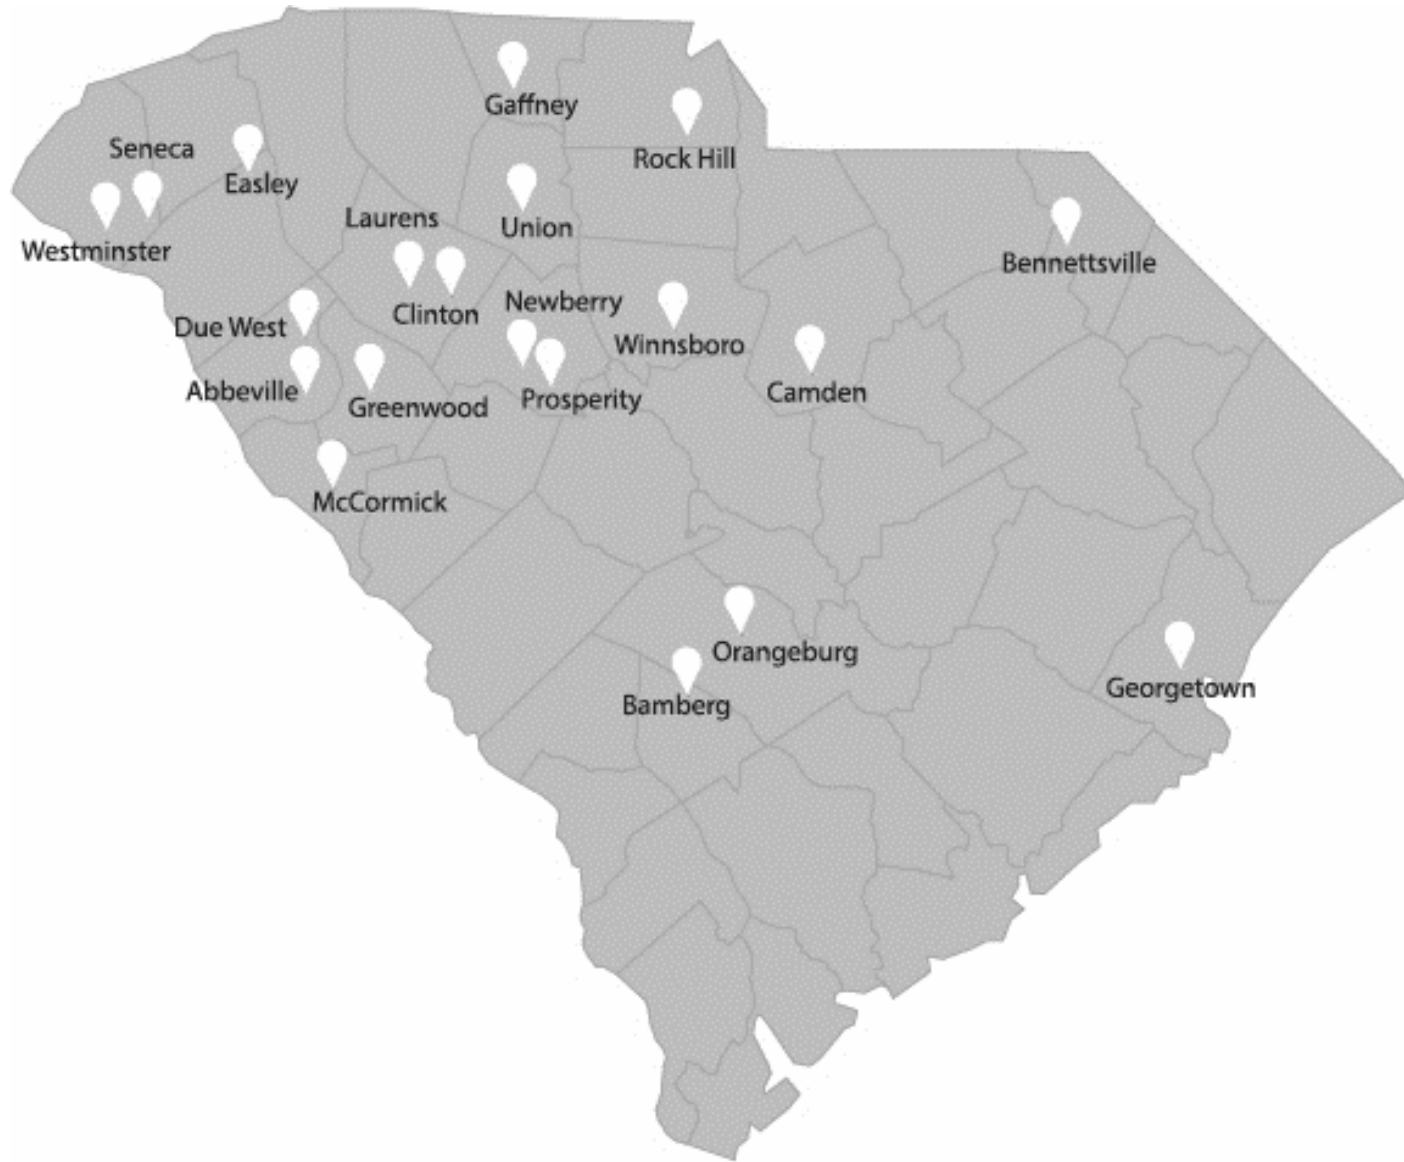 Gaffney
Seneca
Rock Hill
Easley
Laurens
Union
Westminster
Bennettsville
Newberry
Clinton
Due West
Winnsboro
Abbeville
Greenwood
Prosperity
Camden
McCormick
Orangeburg
Georgetown
Bamberg